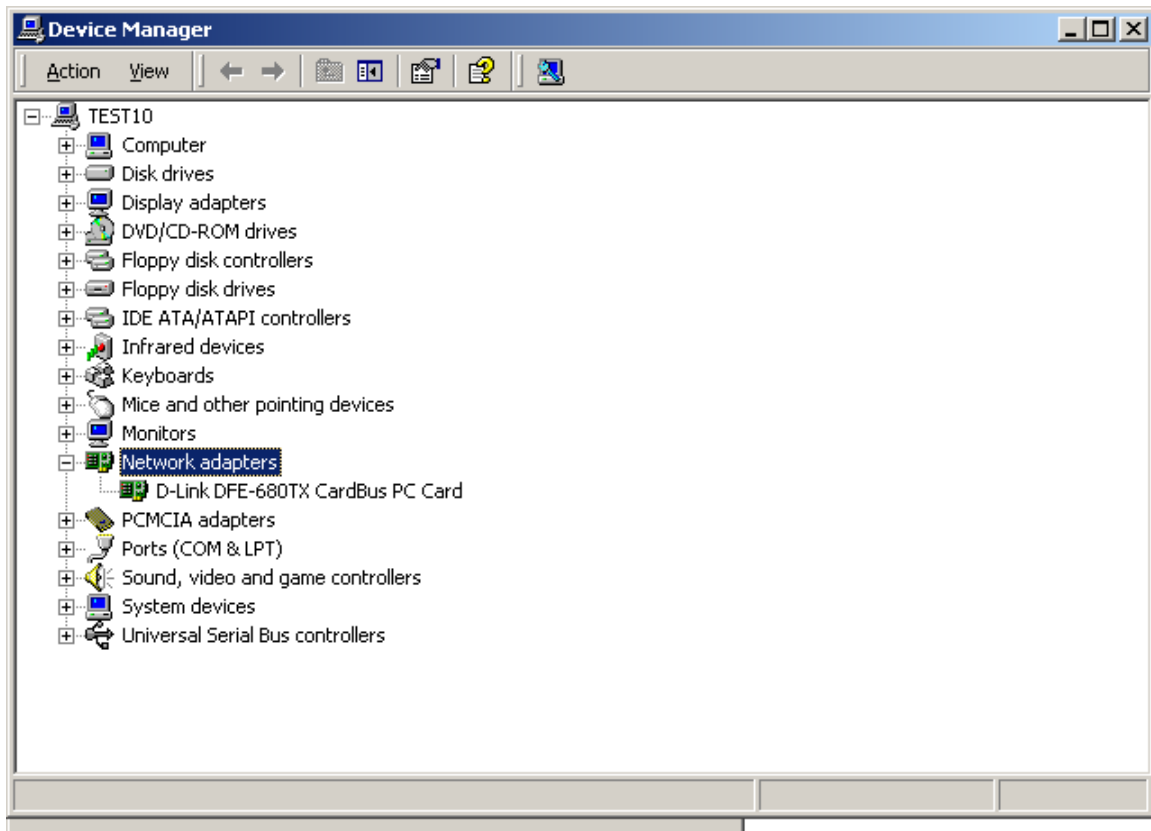 Device Manager
Action View
TEST10
Computer
Disk drives
Display adapters
DVD/CD-ROM drives
Floppy disk controllers
Floppy disk drives
IDE ATA/ATAPI controllers
Infrared devices
Keyboards
Mice and other pointing devices
Monitors
Network adapters
D-Link DFE-680TX CardBus PC Card
PCMCIA adapters
Ports (COM & LPT)
Sound, video and game controllers
System devices
Universal Serial Bus controllers